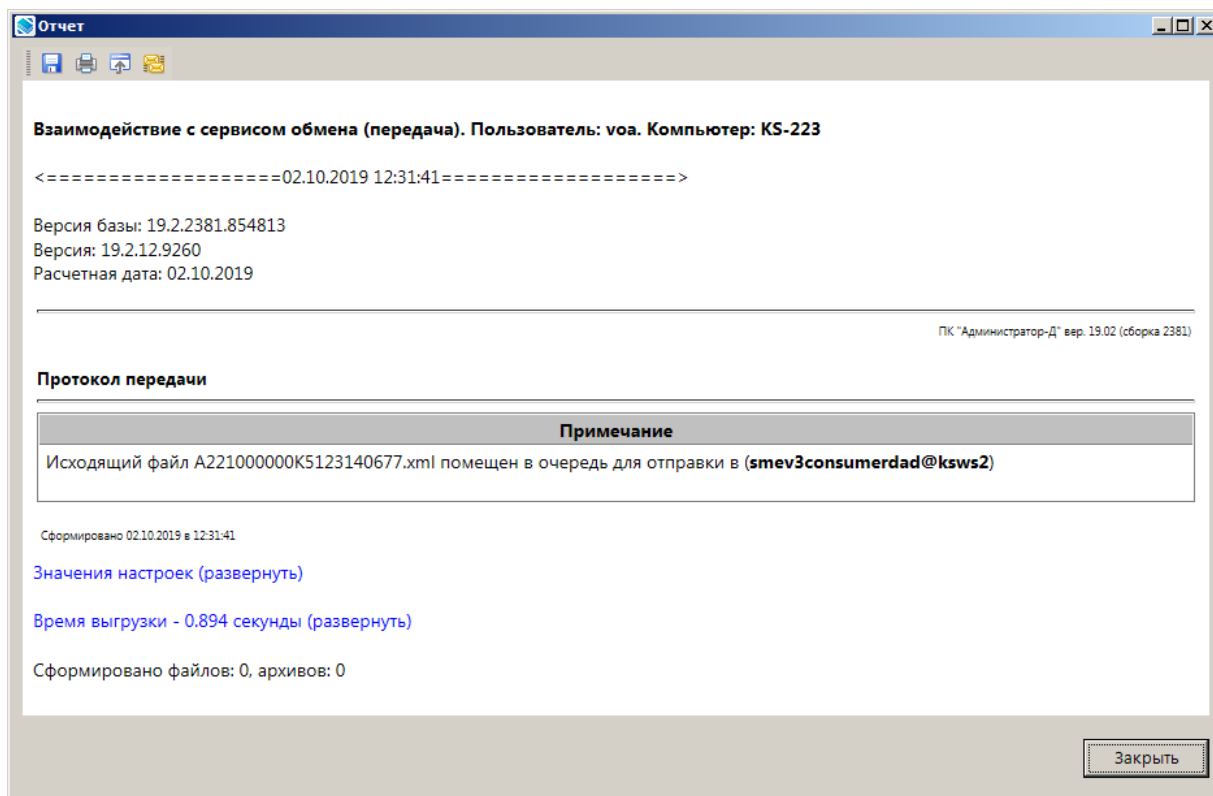 Отчет
Взаимодействие с сервисом обмена (передача). Пользователь: voa. Компьютер: KS-223
<===================02.10.2019 12:31:41===================>
Версия базы: 19.2.2381.854813
Версия: 19.2.12.9260
Расчетная дата: 02.10.2019
ПК "Администратор-Д" вер. 19.02 (сборка 2381)
Протокол передачи
Примечание
Исходящий файл A221000000K5123140677.xml помещен в очередь для отправки в (smev3consumerdad@ksws2)
Сформировано 02.10.2019 в 12:31:41
Значения настроек (развернуть)
Время выгрузки - 0.894 секунды (развернуть)
Сформировано файлов: 0, архивов: 0
Закрыть